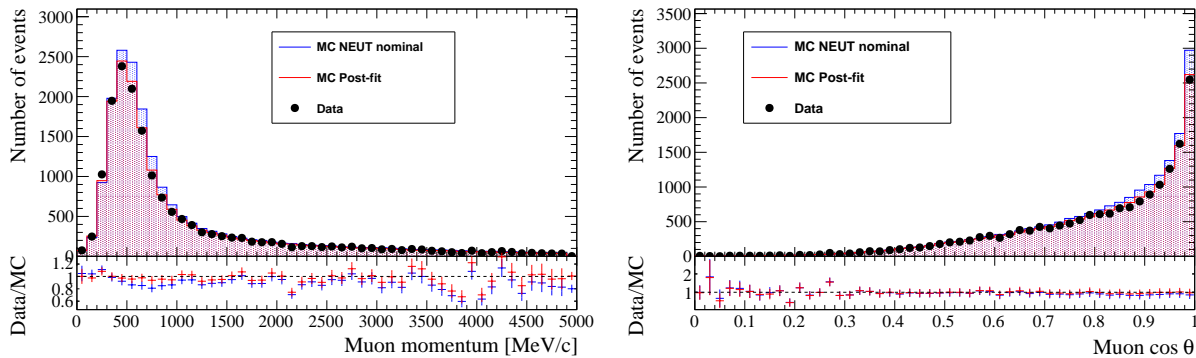 Number of events
3000
2500
2000
1500
1000
500
0
MC NEUT nominal
MC Post-fit
Data
Data/MC
1.2
1
0.8
0.6
0 500 1000 1500 2000 2500 3000 3500 4000 4500 5000
Muon momentum [MeV/c]
Number of events
3500
3000
2500
2000
1500
1000
500
0
MC NEUT nominal
MC Post-fit
Data
Data/MC
2
1
0 0.1 0.2 0.3 0.4 0.5 0.6 0.7 0.8 0.9 1
Muon cos θ